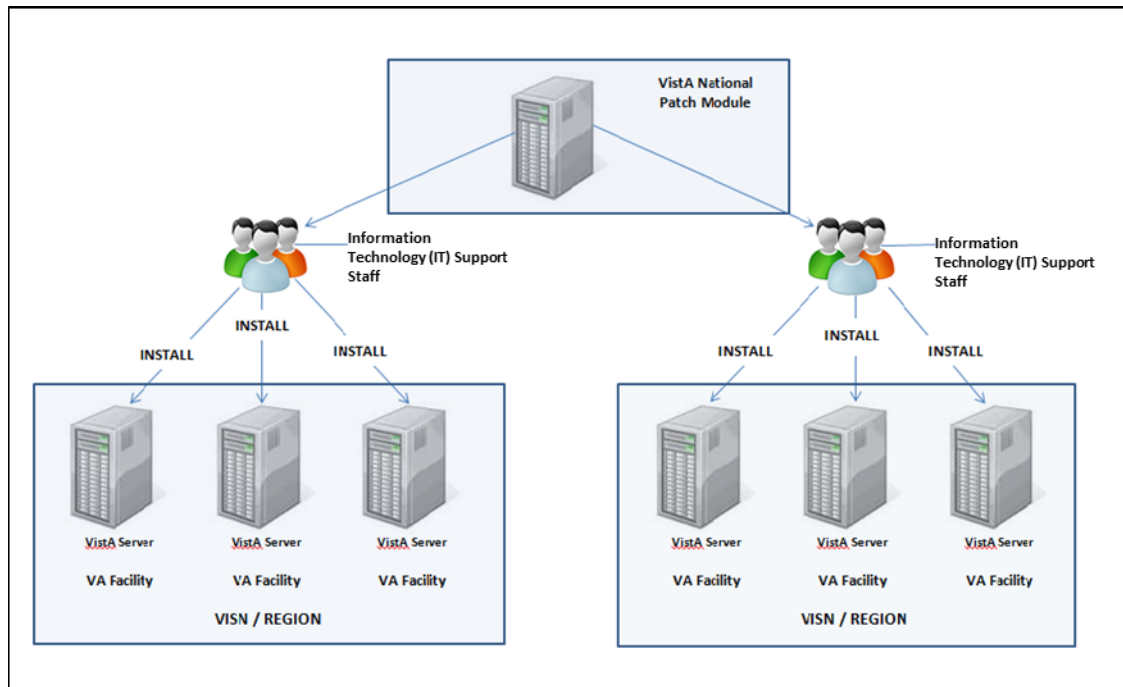 VistA National
Patch Module
Information
Technology (IT) Support
Staff
Information
Technology (IT) Support
Staff
INSTALL
INSTALL
INSTALL
INSTALL
INSTALL
INSTALL
VistA Server
VistA Server
VistA Server
VA Facility
VA Facility
VA Facility
VISN / REGION
VistA Server
VistA Server
VistA Server
VA Facility
VA Facility
VA Facility
VISN / REGION